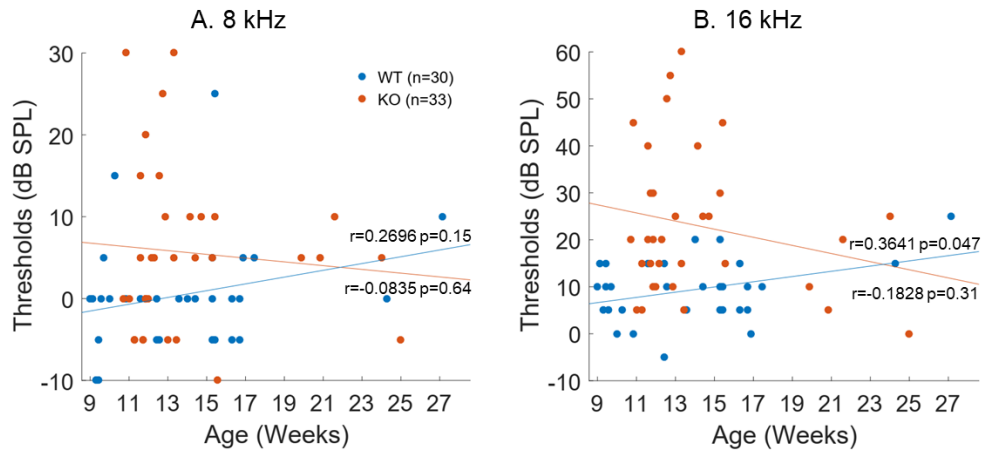 A. 8 kHz
30
20
10
0
-10
Thresholds (dB SPL)
WT (n=30)
KO (n=33)
r=0.2696 p=0.15
r=-0.0835 p=0.64
9 11 13 15 17 19 21 23 25 27
Age (Weeks)
B. 16 kHz
60
50
40
30
20
10
0
-10
Thresholds (dB SPL)
r=0.3641 p=0.047
r=-0.1828 p=0.31
9 11 13 15 17 19 21 23 25 27
Age (Weeks)